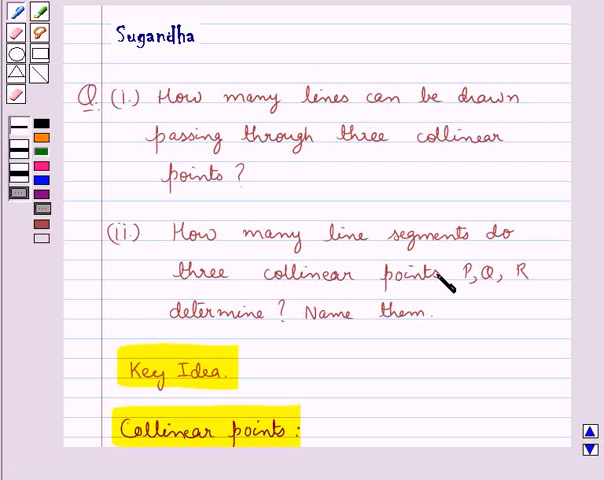 Sugandha
Q. (i.) How many lines can be drawn
passing through three collinear
points?
(ii.) How many line segments do
three collinear points P, Q, R
determine? Name them.
Key Idea.
Collinear points: